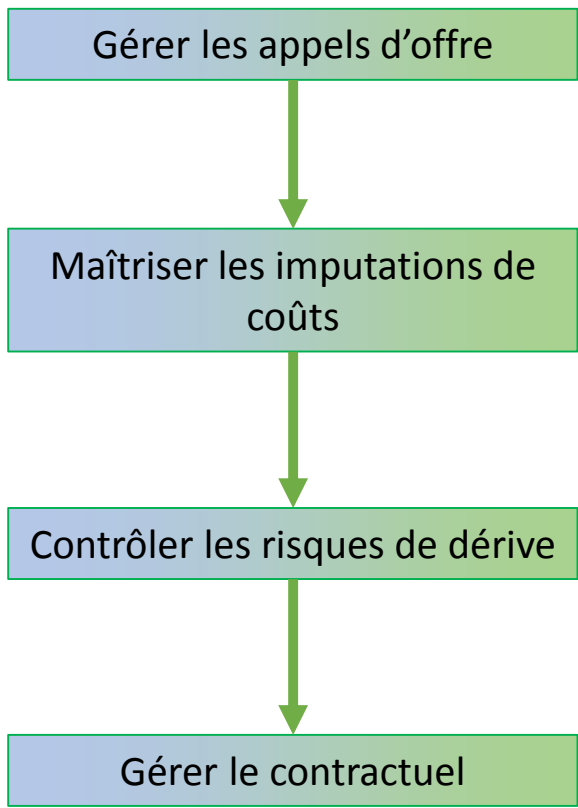 Gérer les appels d’offre
Maîtriser les imputations de
coûts
Contrôler les risques de dérive
Gérer le contractuel